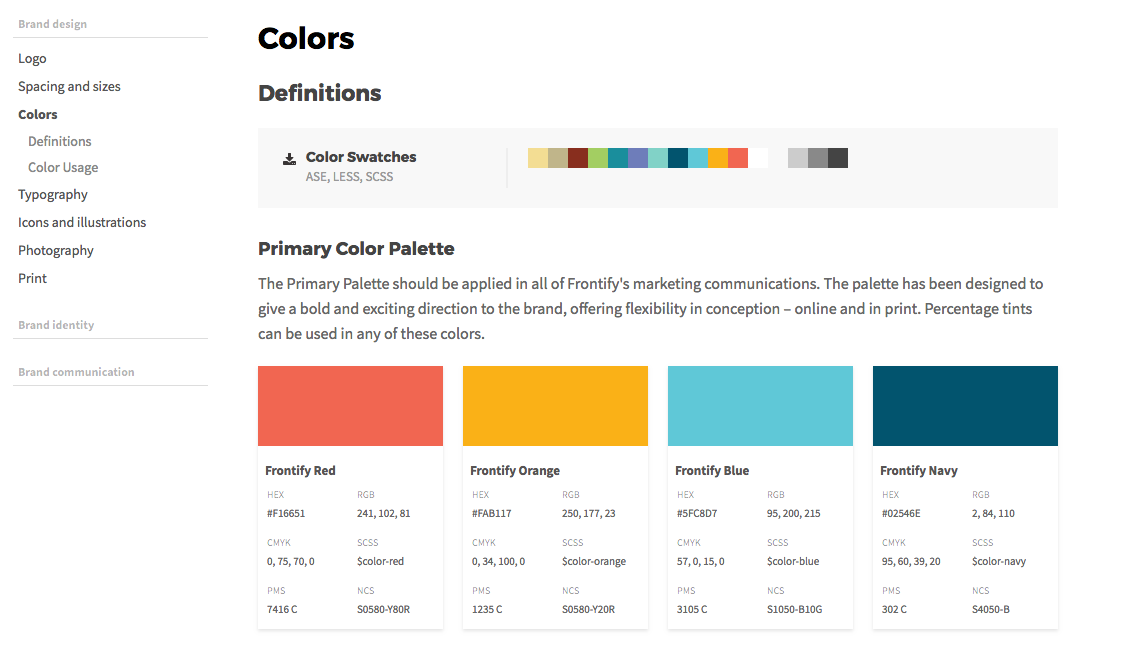 Brand design
Logo
Spacing and sizes
Colors
Definitions
Color Usage
Typography
Icons and illustrations
Photography
Print
Brand identity
Brand communication
Colors
Definitions
Color Swatches
ASE, LESS, SCSS
Primary Color Palette
The Primary Palette should be applied in all of Frontify's marketing communications. The palette has been designed to
give a bold and exciting direction to the brand, offering flexibility in conception – online and in print. Percentage tints
can be used in any of these colors.
Frontify Red
HEX RGB
#F16651 241, 102, 81
CMYK SCSS
0, 75, 70, 0 $color-red
PMS NCS
7416 C S0580-Y80R
Frontify Orange
HEX RGB
#FAB117 250, 177, 23
CMYK SCSS
0, 34, 100, 0 $color-orange
PMS NCS
1235 C S0580-Y20R
Frontify Blue
HEX RGB
#5FC8D7 95, 200, 215
CMYK SCSS
57, 0, 15, 0 $color-blue
PMS NCS
3105 C S1050-B10G
Frontify Navy
HEX RGB
#02546E 2, 84, 110
CMYK SCSS
95, 60, 39, 20 $color-navy
PMS NCS
302 C S4050-B